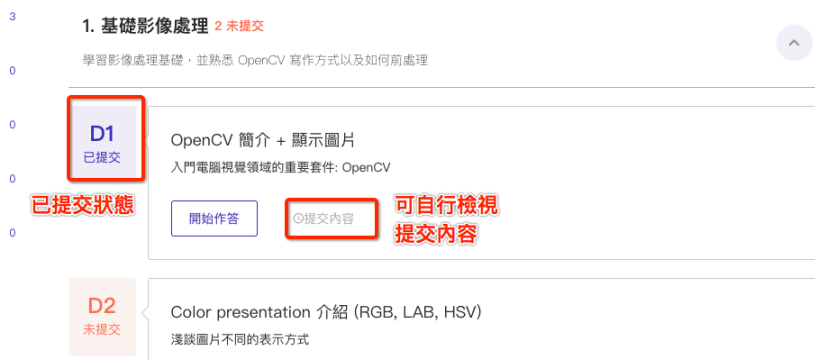 3
0
0
0
0
1. 基礎影像處理 2 未提交
學習影像處理基礎，並熟悉 OpenCV 寫作方式以及如何前處理
D1
已提交
OpenCV 簡介 + 顯示圖片
入門電腦視覺領域的重要套件: OpenCV
已提交狀態
開始作答
提交內容
可自行檢視
提交內容
D2
未提交
Color presentation 介紹 (RGB, LAB, HSV)
淺談圖片不同的表示方式